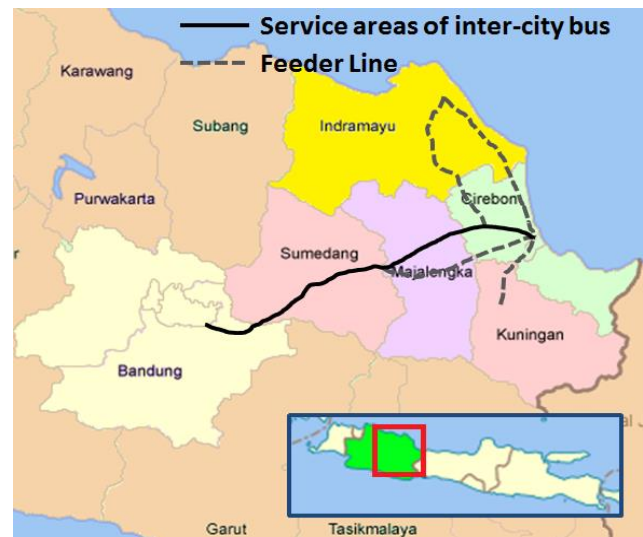 Service areas of inter-city bus
Feeder Line
Karawang
Subang
Indramayu
Purwakarta
Cirebon
Sumedang
Majalengka
Kuningan
Bandung
Garut
Tasikmalaya